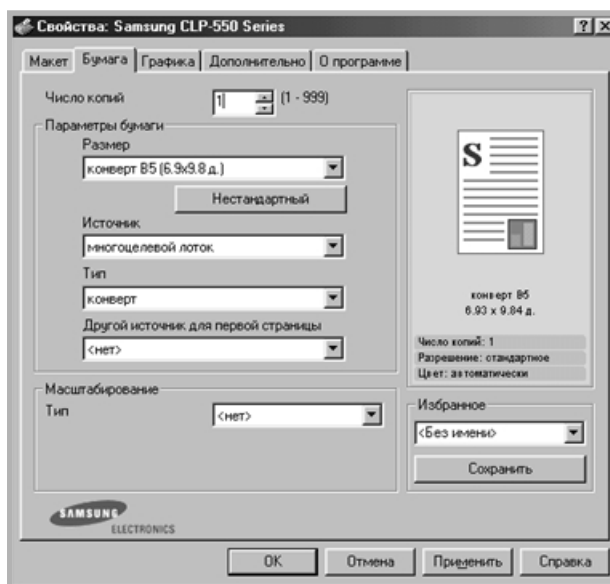 Свойства: Samsung CLP-550 Series
Макет Бумага Графика Дополнительно О программе
Число копий 1 (1 - 999)
Параметры бумаги
Размер
конверт B5 (6.9x9.8 д.)
Нестандартный
Источник
многоцелевой лоток
Тип
конверт
Другой источник для первой страницы
<нет>
Масштабирование
Тип <нет>
S
конверт B5
6.93 x 9.84 д.
Число копий: 1
Разрешение: стандартное
Цвет: автоматически
Избранное
<Без имени>
Сохранить
SAMSUNG
ELECTRONICS
OK Отмена Применить Справка